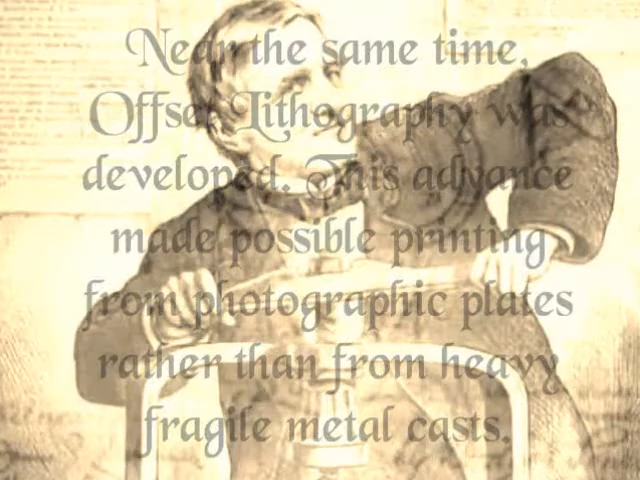 Near the same time,
Offset Lithography was
developed. This advance
made possible printing
from photographic plates
rather than from heavy
fragile metal casts.